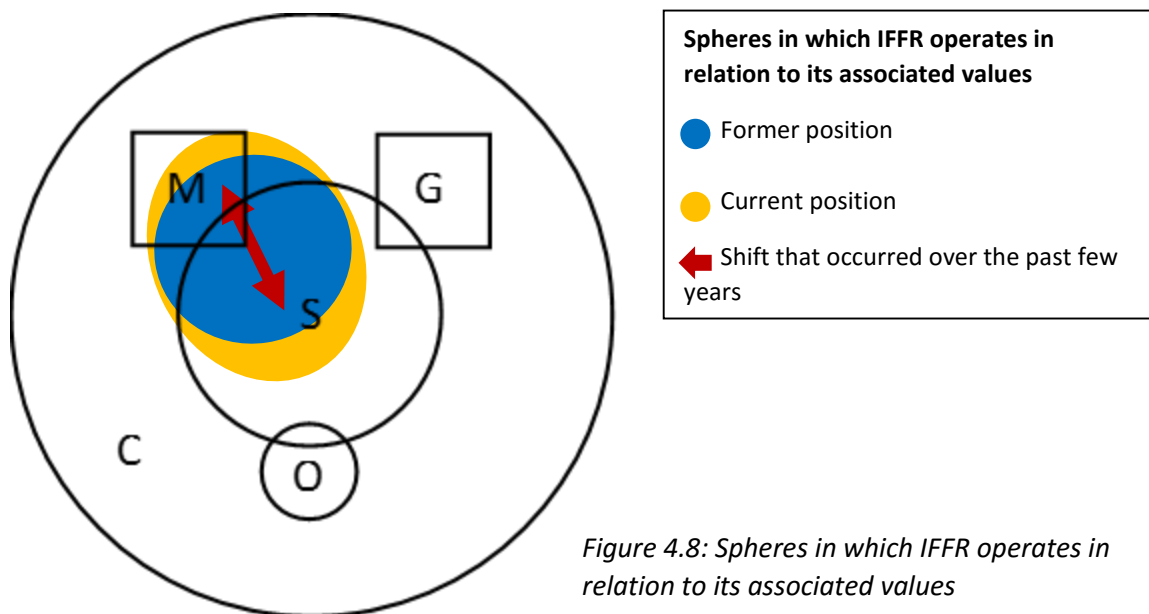 M
G
S
C
O
Spheres in which IFFR operates in
relation to its associated values
Former position
Current position
Shift that occurred over the past few
years
Figure 4.8: Spheres in which IFFR operates in
relation to its associated values